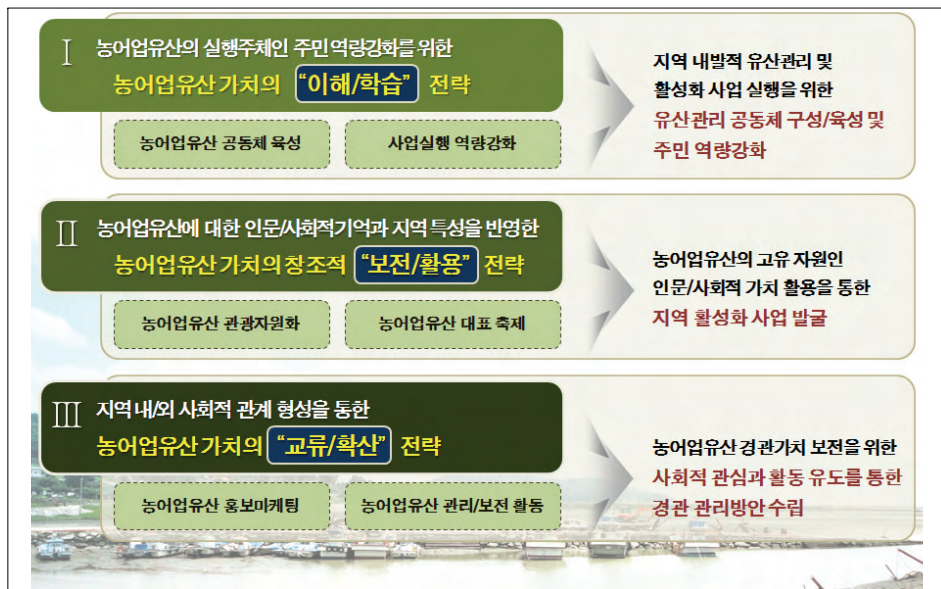 I
농어업유산의 실행주체인 주민 역량강화를 위한
농어업유산 가치의 “이해/학습” 전략
농어업유산 공동체 육성
사업실행 역량강화
지역 내발적 유산관리 및
활성화 사업 실행을 위한
유산관리 공동체 구성/육성 및
주민 역량강화
II
농어업유산에 대한 인문/사회적기억과 지역 특성을 반영한
농어업유산 가치의 창조적 “보전/활용” 전략
농어업유산 관광자원화
농어업유산 대표 축제
농어업유산의 고유 자원인
인문/사회적 가치 활용을 통한
지역 활성화 사업 발굴
III
지역 내/외 사회적 관계 형성을 통한
농어업유산 가치의 “교류/확산” 전략
농어업유산 홍보마케팅
농어업유산 관리/보전 활동
농어업유산 경관가치 보전을 위한
사회적 관심과 활동 유도를 통한
경관 관리방안 수립